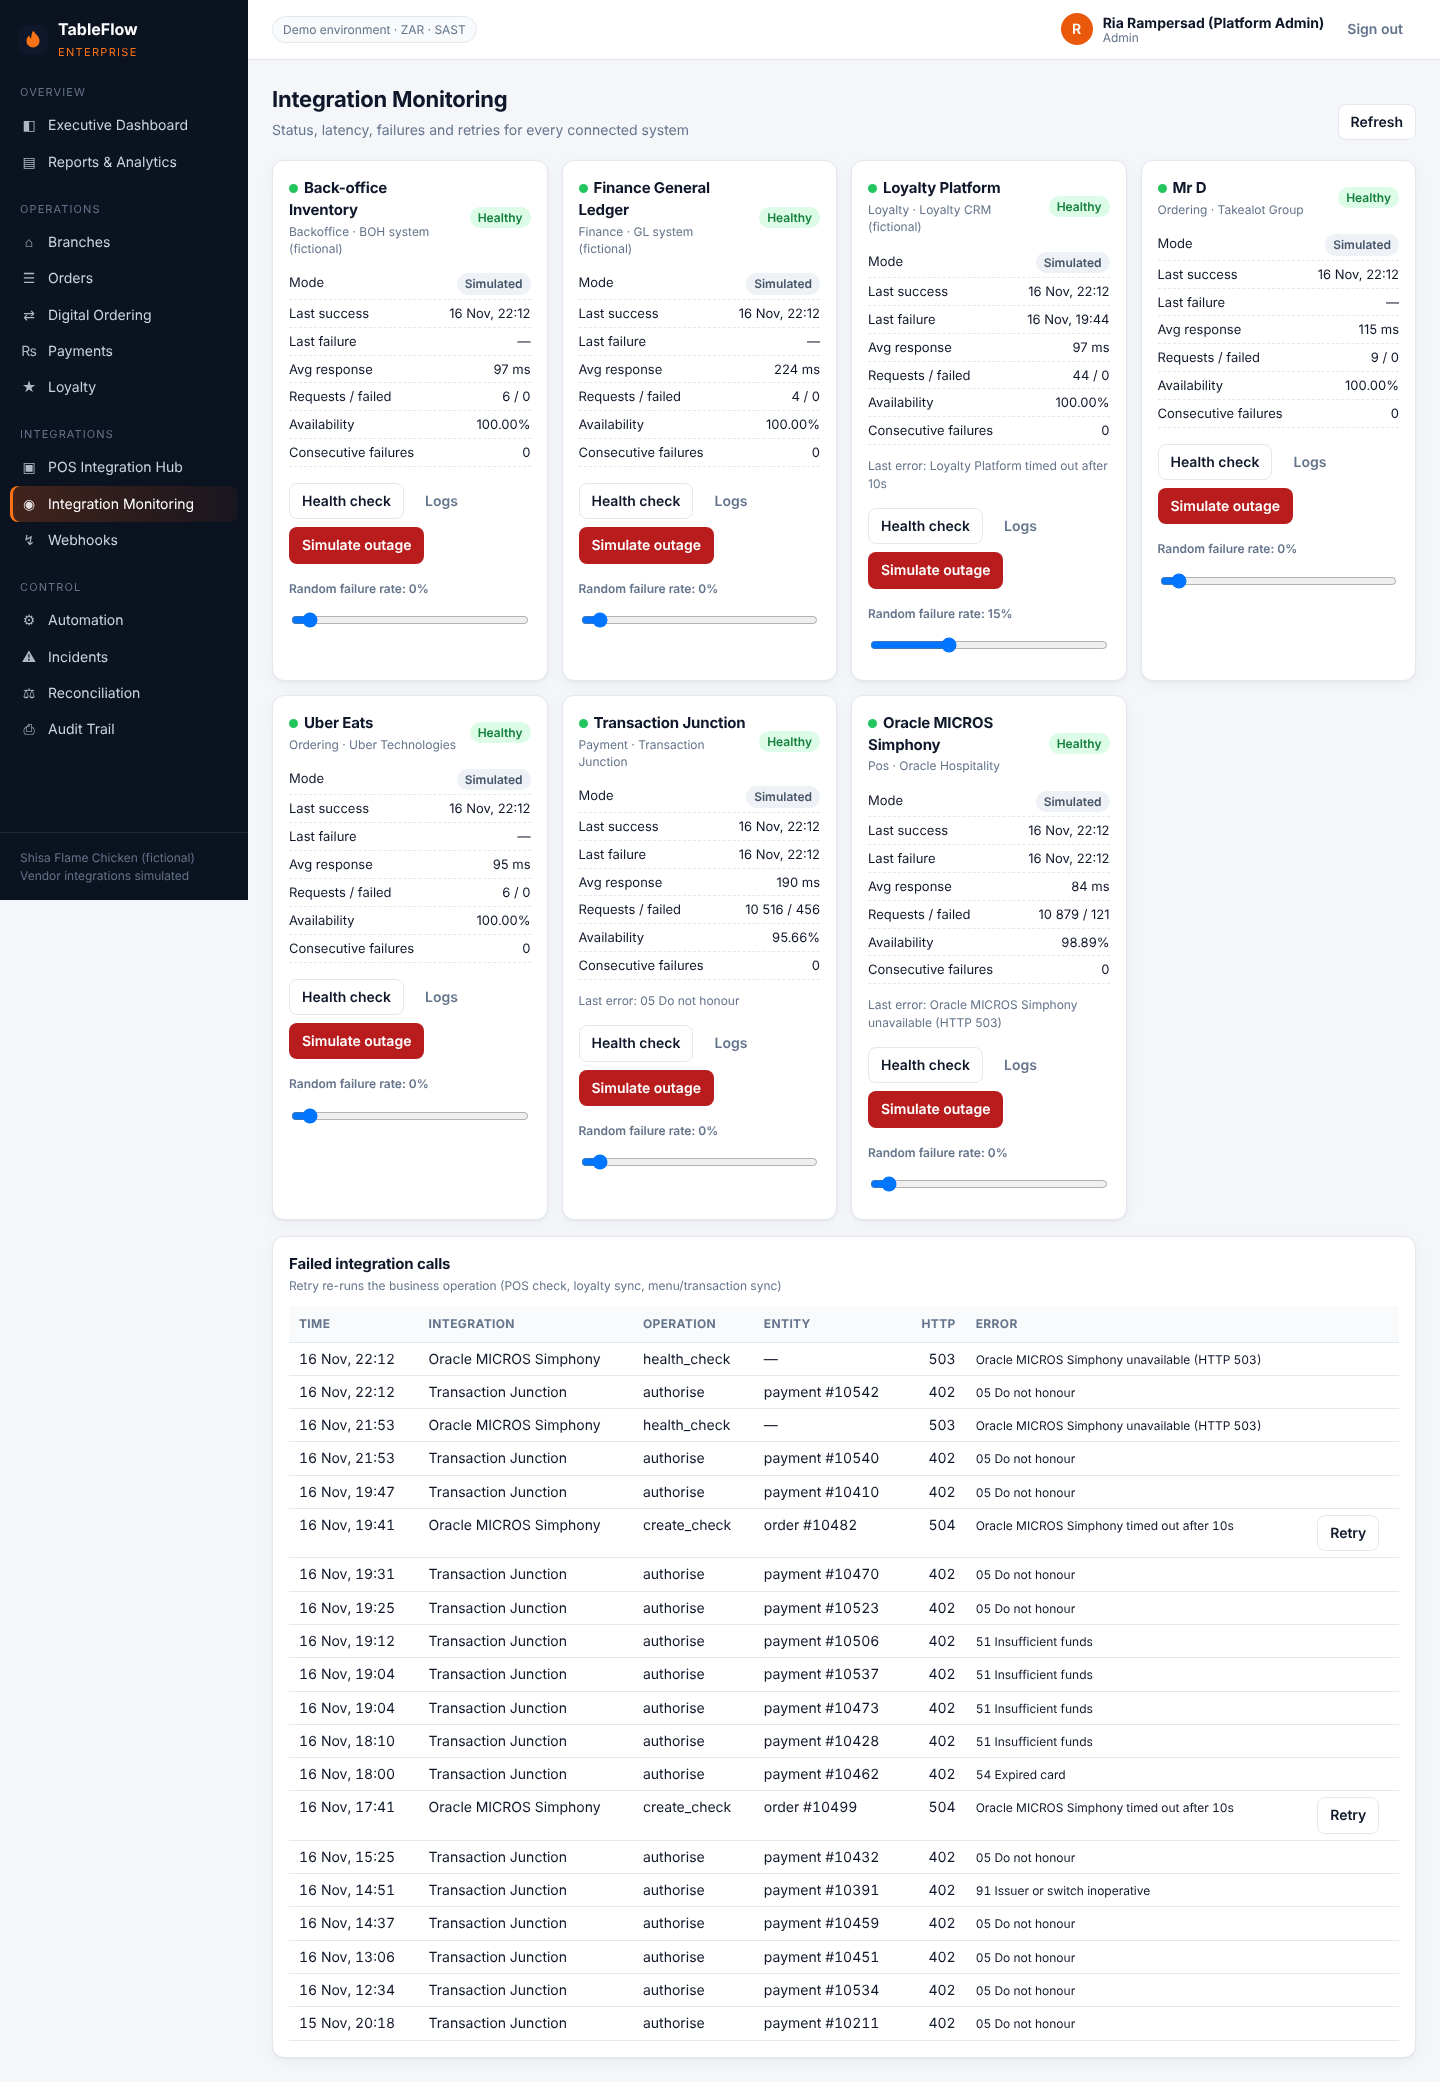 TableFlow
ENTERPRISE
OVERVIEW
Executive Dashboard
Reports & Analytics
OPERATIONS
Branches
Orders
Digital Ordering
Rs Payments
Loyalty
INTEGRATIONS
POS Integration Hub
Integration Monitoring
Webhooks
CONTROL
Automation
Incidents
Reconciliation
Audit Trail
Shisa Flame Chicken (fictional)
Vendor integrations simulated
Demo environment · ZAR · SAST
R
Ria Rampersad (Platform Admin)
Admin
Sign out
Integration Monitoring
Status, latency, failures and retries for every connected system
Refresh
Back-office
Inventory
Backoffice · BOH system
(fictional)
Healthy
Mode Simulated
Last success 16 Nov, 22:12
Last failure —
Avg response 97 ms
Requests / failed 6 / 0
Availability 100.00%
Consecutive failures 0
Health check Logs
Simulate outage
Random failure rate: 0%
Finance General
Ledger
Finance · GL system
(fictional)
Healthy
Mode Simulated
Last success 16 Nov, 22:12
Last failure —
Avg response 224 ms
Requests / failed 4 / 0
Availability 100.00%
Consecutive failures 0
Health check Logs
Simulate outage
Random failure rate: 0%
Loyalty Platform
Loyalty · Loyalty CRM
(fictional)
Healthy
Mode Simulated
Last success 16 Nov, 22:12
Last failure 16 Nov, 19:44
Avg response 97 ms
Requests / failed 44 / 0
Availability 100.00%
Consecutive failures 0
Last error: Loyalty Platform timed out after
10s
Health check Logs
Simulate outage
Random failure rate: 15%
Mr D
Ordering · Takealot Group
Healthy
Mode Simulated
Last success 16 Nov, 22:12
Last failure —
Avg response 115 ms
Requests / failed 9 / 0
Availability 100.00%
Consecutive failures 0
Health check Logs
Simulate outage
Random failure rate: 0%
Uber Eats
Ordering · Uber Technologies
Healthy
Mode Simulated
Last success 16 Nov, 22:12
Last failure —
Avg response 95 ms
Requests / failed 6 / 0
Availability 100.00%
Consecutive failures 0
Health check Logs
Simulate outage
Random failure rate: 0%
Transaction Junction
Payment · Transaction
Junction
Healthy
Mode Simulated
Last success 16 Nov, 22:12
Last failure 16 Nov, 22:12
Avg response 190 ms
Requests / failed 10 516 / 456
Availability 95.66%
Consecutive failures 0
Last error: 05 Do not honour
Health check Logs
Simulate outage
Random failure rate: 0%
Oracle MICROS
Simphony
Pos · Oracle Hospitality
Healthy
Mode Simulated
Last success 16 Nov, 22:12
Last failure 16 Nov, 22:12
Avg response 84 ms
Requests / failed 10 879 / 121
Availability 98.89%
Consecutive failures 0
Last error: Oracle MICROS Simphony
unavailable (HTTP 503)
Health check Logs
Simulate outage
Random failure rate: 0%
Failed integration calls
Retry re-runs the business operation (POS check, loyalty sync, menu/transaction sync)
TIME INTEGRATION OPERATION ENTITY HTTP ERROR
16 Nov, 22:12 Oracle MICROS Simphony health_check — 503 Oracle MICROS Simphony unavailable (HTTP 503)
16 Nov, 22:12 Transaction Junction authorise payment #10542 402 05 Do not honour
16 Nov, 21:53 Oracle MICROS Simphony health_check — 503 Oracle MICROS Simphony unavailable (HTTP 503)
16 Nov, 21:53 Transaction Junction authorise payment #10540 402 05 Do not honour
16 Nov, 19:47 Transaction Junction authorise payment #10410 402 05 Do not honour
16 Nov, 19:41 Oracle MICROS Simphony create_check order #10482 504 Oracle MICROS Simphony timed out after 10s Retry
16 Nov, 19:31 Transaction Junction authorise payment #10470 402 05 Do not honour
16 Nov, 19:25 Transaction Junction authorise payment #10523 402 05 Do not honour
16 Nov, 19:12 Transaction Junction authorise payment #10506 402 51 Insufficient funds
16 Nov, 19:04 Transaction Junction authorise payment #10537 402 51 Insufficient funds
16 Nov, 19:04 Transaction Junction authorise payment #10473 402 51 Insufficient funds
16 Nov, 18:10 Transaction Junction authorise payment #10428 402 51 Insufficient funds
16 Nov, 18:00 Transaction Junction authorise payment #10462 402 54 Expired card
16 Nov, 17:41 Oracle MICROS Simphony create_check order #10499 504 Oracle MICROS Simphony timed out after 10s Retry
16 Nov, 15:25 Transaction Junction authorise payment #10432 402 05 Do not honour
16 Nov, 14:51 Transaction Junction authorise payment #10391 402 91 Issuer or switch inoperative
16 Nov, 14:37 Transaction Junction authorise payment #10459 402 05 Do not honour
16 Nov, 13:06 Transaction Junction authorise payment #10451 402 05 Do not honour
16 Nov, 12:34 Transaction Junction authorise payment #10534 402 05 Do not honour
15 Nov, 20:18 Transaction Junction authorise payment #10211 402 05 Do not honour